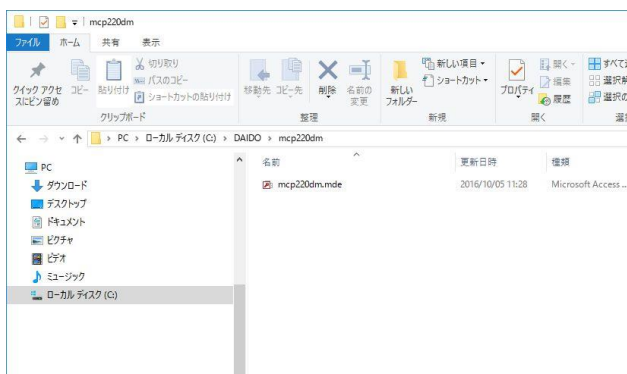 mcp220dm
ファイル ホーム 共有 表示
クイック アクセスにピン留め
コピー
貼り付け
切り取り
パスのコピー
ショートカットの貼り付け
移動先
コピー先
削除
名前の変更
新しいフォルダー
新しい項目
ショートカット
プロパティ
開く
編集
履歴
すべて
選択解
選択の
クリップボード
整理
新規
開く
選
PC > ローカル ディスク (C:) > DAIDO > mcp220dm
名前 更新日時 種類
mcp220dm.mde 2016/10/05 11:28 Microsoft Access ...
PC
ダウンロード
デスクトップ
ドキュメント
ピクチャ
ビデオ
ミュージック
ローカル ディスク (C:)